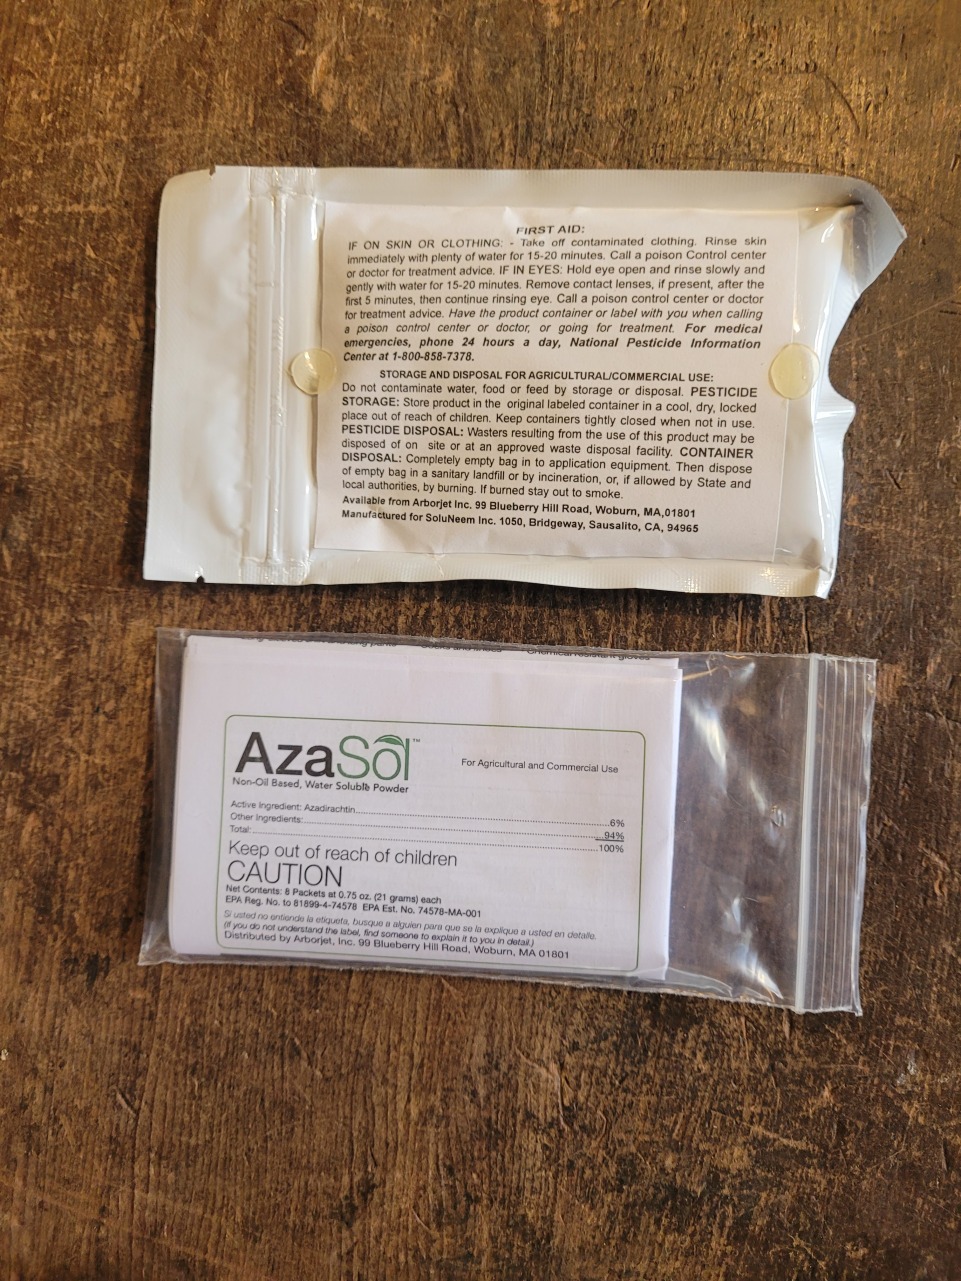 FIRST AID:
IF ON SKIN OR CLOTHING: - Take off contaminated clothing. Rinse skin
immediately with plenty of water for 15-20 minutes. Call a poison Control center
or doctor for treatment advice. IF IN EYES: Hold eye open and rinse slowly and
gently with water for 15-20 minutes. Remove contact lenses, if present, after the
first 5 minutes, then continue rinsing eye. Call a poison control center or doctor
for treatment advice. Have the product container or label with you when calling
a poison control center or doctor, or going for treatment. For medical
emergencies, phone 24 hours a day, National Pesticide Information
Center at 1-800-858-7378.
STORAGE AND DISPOSAL FOR AGRICULTURAL/COMMERCIAL USE:
Do not contaminate water, food or feed by storage or disposal. PESTICIDE
STORAGE: Store product in the original labeled container in a cool, dry, locked
place out of reach of children. Keep containers tightly closed when not in use.
PESTICIDE DISPOSAL: Wasters resulting from the use of this product may be
disposed of on site or at an approved waste disposal facility. CONTAINER
DISPOSAL: Completely empty bag in to application equipment. Then dispose
of empty bag in a sanitary landfill or by incineration, or, if allowed by State and
local authorities, by burning. If burned stay out to smoke.
Available from Arborjet Inc. 99 Blueberry Hill Road, Woburn, MA,01801
Manufactured for SoluNeem Inc. 1050, Bridgeway, Sausalito, CA, 94965
Chemical resistant gloves
AzaSol™
Non-Oil Based, Water Soluble Powder
For Agricultural and Commercial Use
Active Ingredient: Azadirachtin..........6%
Other Ingredients:..........94%
Total:..........100%
Keep out of reach of children
CAUTION
Net Contents: 8 Packets at 0.75 oz. (21 grams) each
EPA Reg. No. to 81899-4-74578 EPA Est. No. 74578-MA-001
Si usted no entiende la etiqueta, busque a alguien para que se la explique a usted en detalle.
(If you do not understand the label, find someone to explain it to you in detail.)
Distributed by Arborjet, Inc. 99 Blueberry Hill Road, Woburn, MA 01801